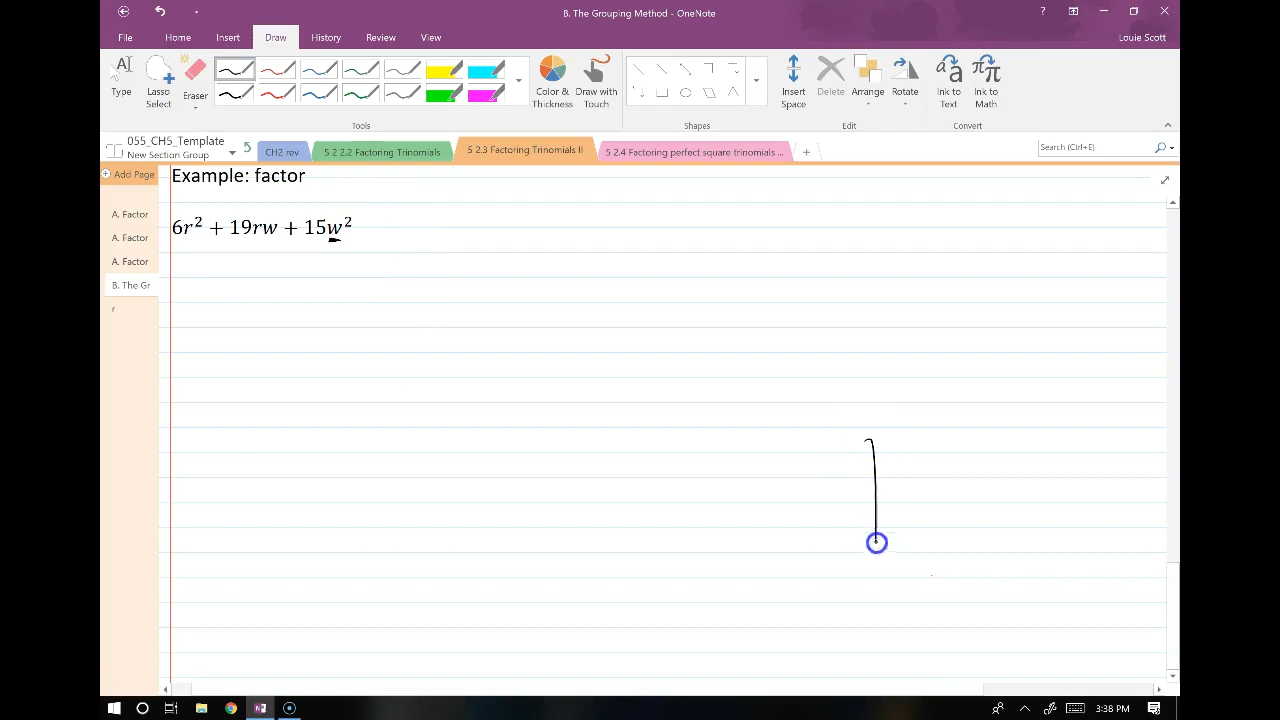 B. The Grouping Method - OneNote
?
File Home Insert Draw History Review View
Louie Scott
Type
Lasso Select
Eraser
Color & Thickness
Draw with Touch
Insert Space
Delete
Arrange
Rotate
Ink to Text
Ink to Math
Tools
Shapes
Edit
Convert
055_CH5_Template
New Section Group
CH2 rev
5 2 2.2 Factoring Trinomials
5 2.3 Factoring Trinomials II
5 2.4 Factoring perfect square trinomials ...
Search (Ctrl+E)
Add Page
Example: factor
A. Factor
6r² + 19rw + 15w²
A. Factor
A. Factor
B. The Gr
r
3:38 PM